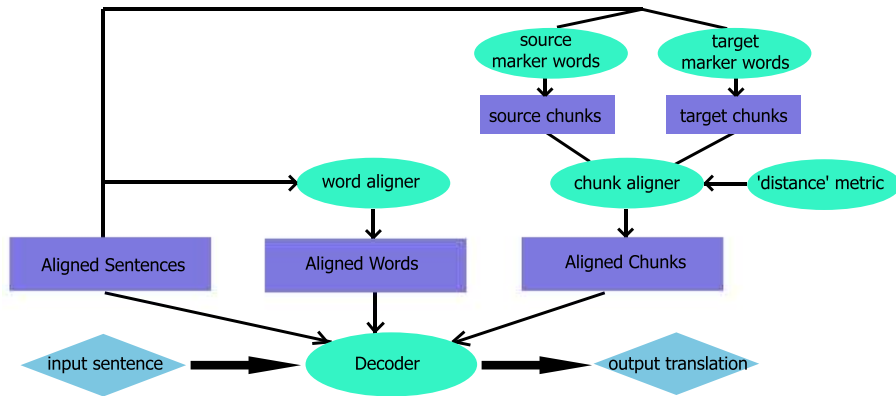 source
marker words
target
marker words
source chunks
target chunks
word aligner
chunk aligner
'distance' metric
Aligned Sentences
Aligned Words
Aligned Chunks
input sentence
Decoder
output translation